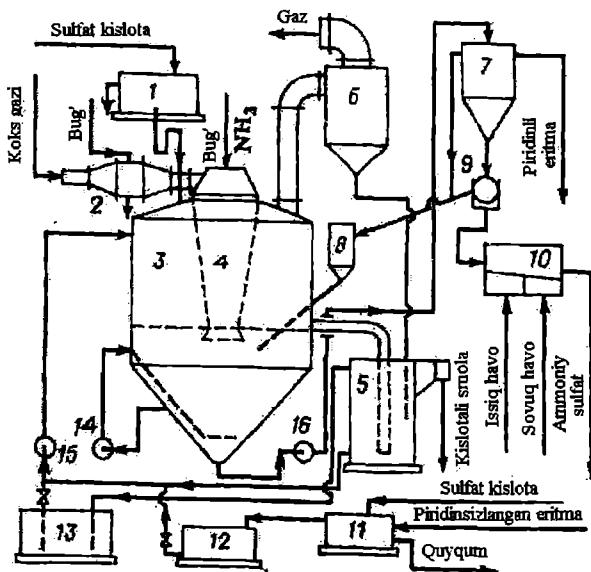 Gaz
Sulfat kislota
Koks gazi
Bug'
1
Bug'
NH3
6
7
Piridinli
eritma
2
9
3
4
8
10
5
Kislotali smola
Issiq havo
Sovuq havo
Ammoniy
sulfat
14
15
16
Sulfat kislota
Piridinsizlangan eritma
13
12
11
Quyqum